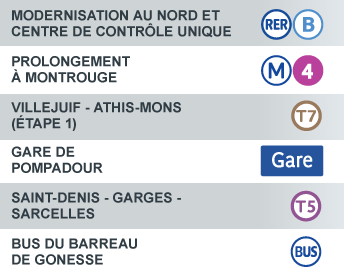 MODERNISATION AU NORD ET
CENTRE DE CONTRÔLE UNIQUE
RER B
PROLONGEMENT
À MONTROUGE
M 4
VILLEJUIF - ATHIS-MONS
(ÉTAPE 1)
T7
GARE DE
POMPADOUR
Gare
SAINT-DENIS - GARGES -
SARCELLES
T5
BUS DU BARREAU
DE GONESSE
BUS